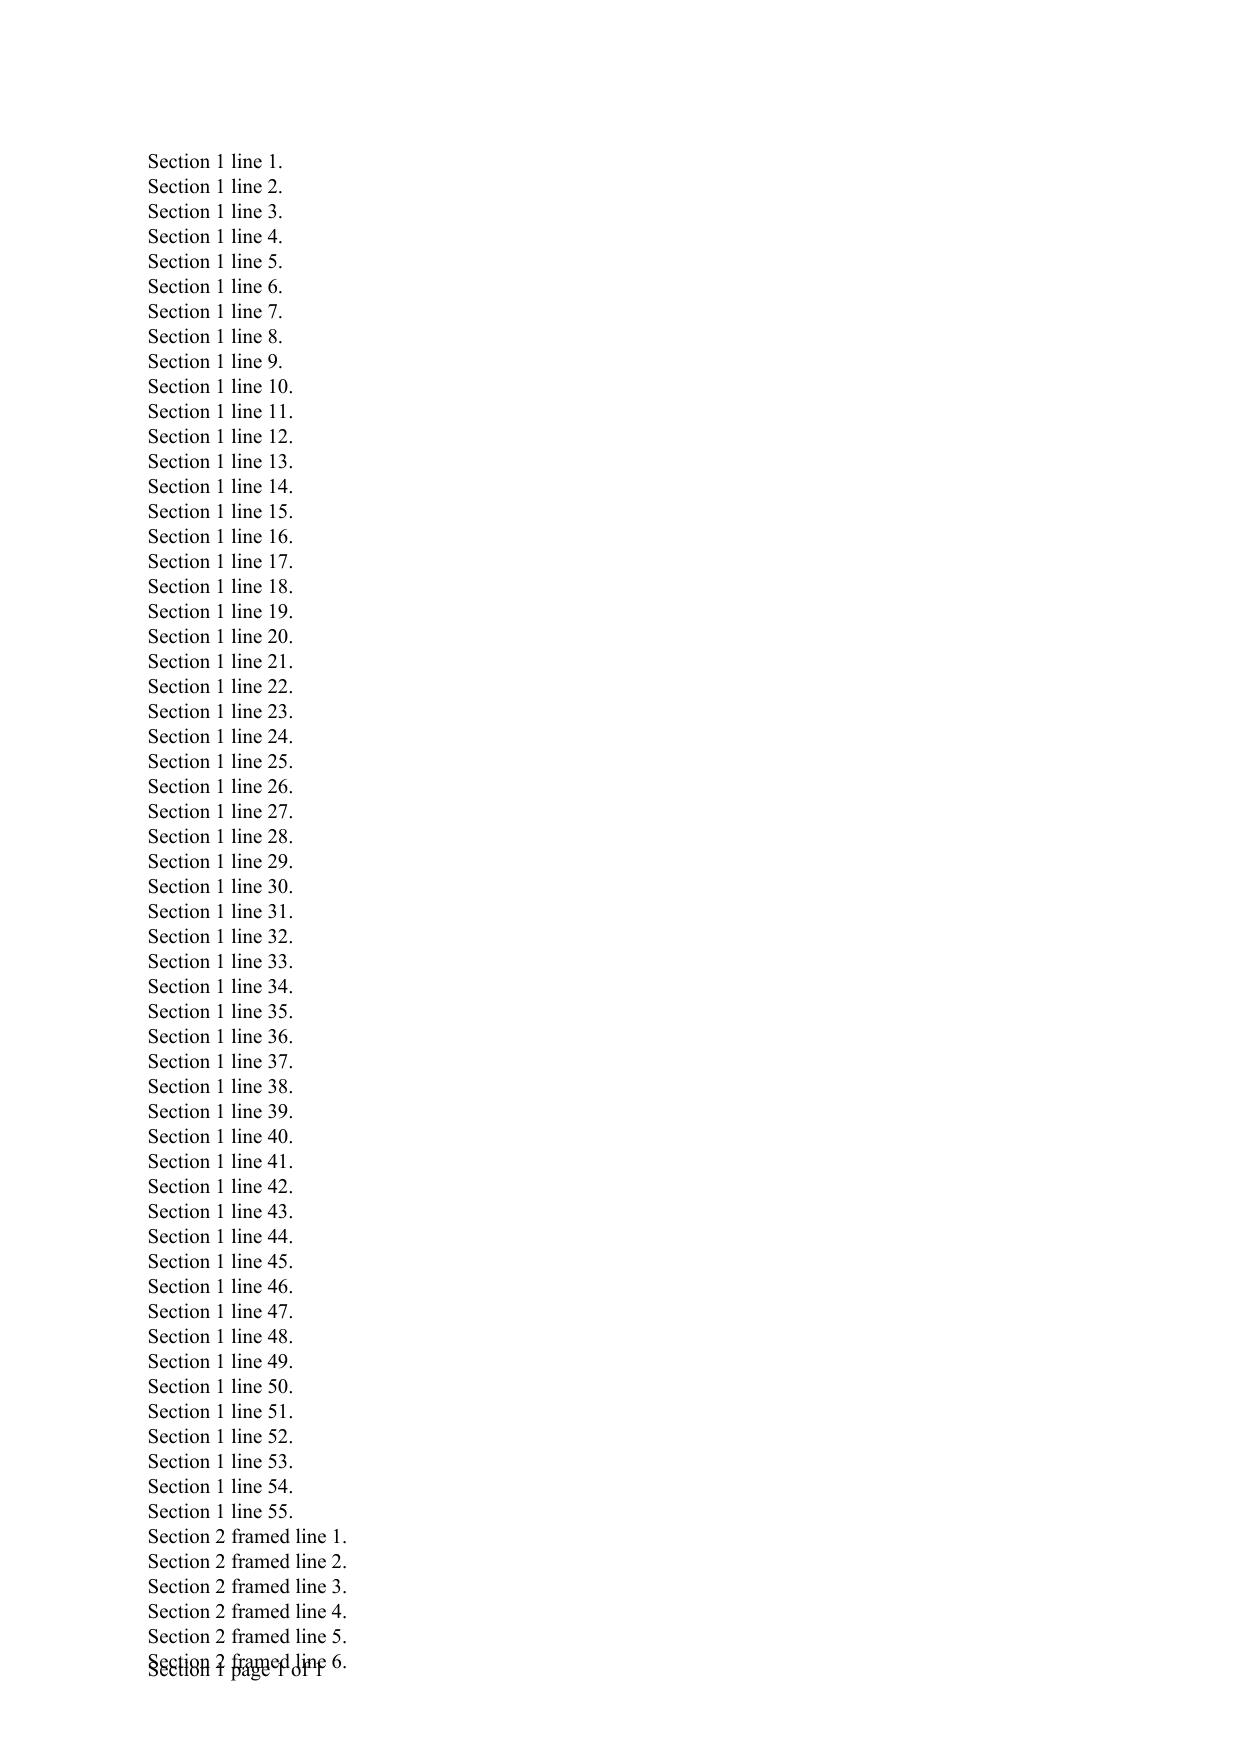 Section 1 line 1.
Section 1 line 2.
Section 1 line 3.
Section 1 line 4.
Section 1 line 5.
Section 1 line 6.
Section 1 line 7.
Section 1 line 8.
Section 1 line 9.
Section 1 line 10.
Section 1 line 11.
Section 1 line 12.
Section 1 line 13.
Section 1 line 14.
Section 1 line 15.
Section 1 line 16.
Section 1 line 17.
Section 1 line 18.
Section 1 line 19.
Section 1 line 20.
Section 1 line 21.
Section 1 line 22.
Section 1 line 23.
Section 1 line 24.
Section 1 line 25.
Section 1 line 26.
Section 1 line 27.
Section 1 line 28.
Section 1 line 29.
Section 1 line 30.
Section 1 line 31.
Section 1 line 32.
Section 1 line 33.
Section 1 line 34.
Section 1 line 35.
Section 1 line 36.
Section 1 line 37.
Section 1 line 38.
Section 1 line 39.
Section 1 line 40.
Section 1 line 41.
Section 1 line 42.
Section 1 line 43.
Section 1 line 44.
Section 1 line 45.
Section 1 line 46.
Section 1 line 47.
Section 1 line 48.
Section 1 line 49.
Section 1 line 50.
Section 1 line 51.
Section 1 line 52.
Section 1 line 53.
Section 1 line 54.
Section 1 line 55.
Section 2 framed line 1.
Section 2 framed line 2.
Section 2 framed line 3.
Section 2 framed line 4.
Section 2 framed line 5.
Section 2 framed line 6.
Section 1 page 1 of 1